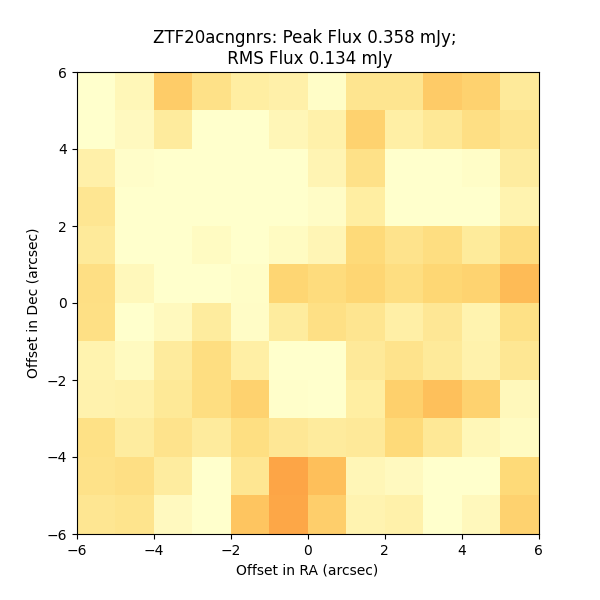 ZTF20acngnrs: Peak Flux 0.358 mJy;
RMS Flux 0.134 mJy
6
4
2
0
−2
−4
−6
Offset in Dec (arcsec)
−6 −4 −2 0 2 4 6
Offset in RA (arcsec)